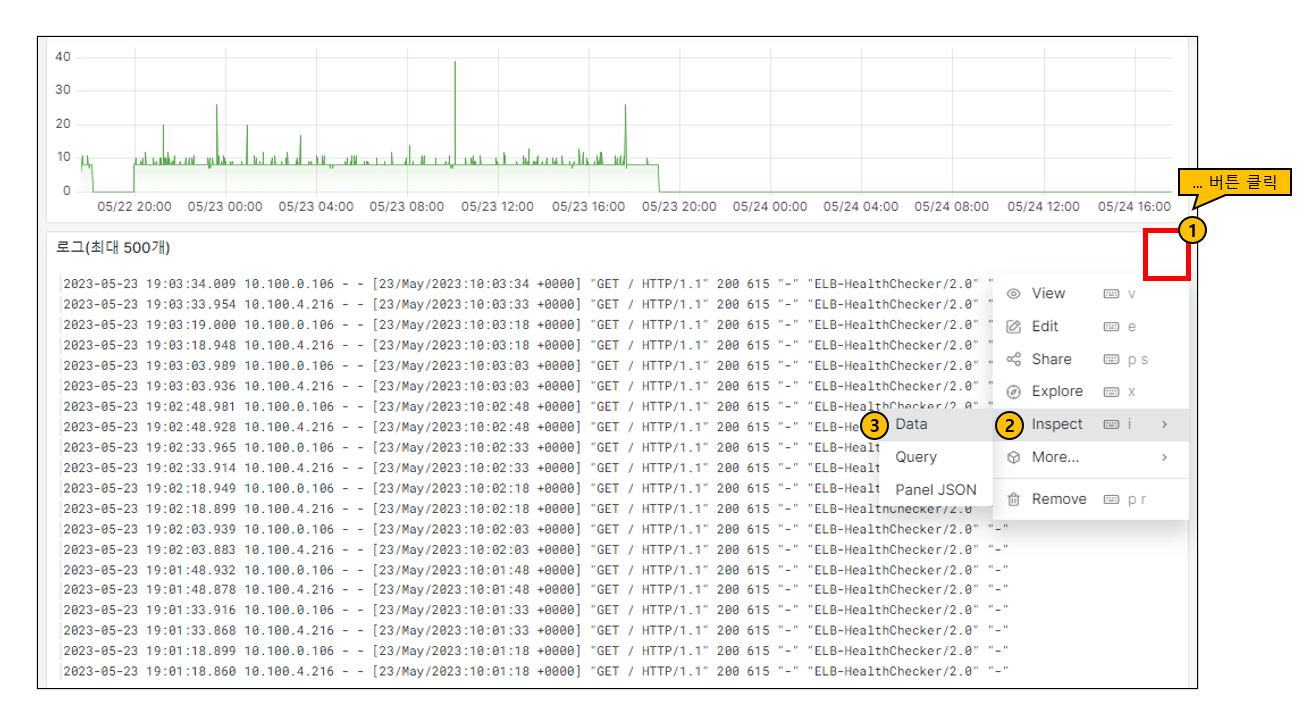 40
30
20
10
0
05/22 20:00 05/23 00:00 05/23 04:00 05/23 08:00 05/23 12:00 05/23 16:00 05/23 20:00 05/24 00:00 05/24 04:00 05/24 08:00 05/24 12:00 05/24 16:00
... 버튼 클릭
1
로그(최대 500개)
2023-05-23 19:03:34.009 10.100.0.106 - - [23/May/2023:10:03:34 +0000] "GET / HTTP/1.1" 200 615 "-" "ELB-HealthChecker/2.0" "
2023-05-23 19:03:33.954 10.100.4.216 - - [23/May/2023:10:03:33 +0000] "GET / HTTP/1.1" 200 615 "-" "ELB-HealthChecker/2.0" "
2023-05-23 19:03:19.000 10.100.0.106 - - [23/May/2023:10:03:18 +0000] "GET / HTTP/1.1" 200 615 "-" "ELB-HealthChecker/2.0" "
2023-05-23 19:03:18.948 10.100.4.216 - - [23/May/2023:10:03:18 +0000] "GET / HTTP/1.1" 200 615 "-" "ELB-HealthChecker/2.0" "
2023-05-23 19:03:03.989 10.100.0.106 - - [23/May/2023:10:03:03 +0000] "GET / HTTP/1.1" 200 615 "-" "ELB-HealthChecker/2.0" "
2023-05-23 19:03:03.936 10.100.4.216 - - [23/May/2023:10:03:03 +0000] "GET / HTTP/1.1" 200 615 "-" "ELB-HealthChecker/2.0" "
2023-05-23 19:02:48.981 10.100.0.106 - - [23/May/2023:10:02:48 +0000] "GET / HTTP/1.1" 200 615 "-" "ELB-HealthChecker/2.0" "
2023-05-23 19:02:48.928 10.100.4.216 - - [23/May/2023:10:02:48 +0000] "GET / HTTP/1.1" 200 615 "-" "ELB-He
2023-05-23 19:02:33.965 10.100.0.106 - - [23/May/2023:10:02:33 +0000] "GET / HTTP/1.1" 200 615 "-" "ELB-Healt
2023-05-23 19:02:33.914 10.100.4.216 - - [23/May/2023:10:02:33 +0000] "GET / HTTP/1.1" 200 615 "-" "ELB-Healt
2023-05-23 19:02:18.949 10.100.0.106 - - [23/May/2023:10:02:18 +0000] "GET / HTTP/1.1" 200 615 "-" "ELB-Healt
2023-05-23 19:02:18.899 10.100.4.216 - - [23/May/2023:10:02:18 +0000] "GET / HTTP/1.1" 200 615 "-" "ELB-HealthChecker/2.0"
2023-05-23 19:02:03.939 10.100.0.106 - - [23/May/2023:10:02:03 +0000] "GET / HTTP/1.1" 200 615 "-" "ELB-HealthChecker/2.0" "-"
2023-05-23 19:02:03.883 10.100.4.216 - - [23/May/2023:10:02:03 +0000] "GET / HTTP/1.1" 200 615 "-" "ELB-HealthChecker/2.0" "-"
2023-05-23 19:01:48.932 10.100.0.106 - - [23/May/2023:10:01:48 +0000] "GET / HTTP/1.1" 200 615 "-" "ELB-HealthChecker/2.0" "-"
2023-05-23 19:01:48.878 10.100.4.216 - - [23/May/2023:10:01:48 +0000] "GET / HTTP/1.1" 200 615 "-" "ELB-HealthChecker/2.0" "-"
2023-05-23 19:01:33.916 10.100.0.106 - - [23/May/2023:10:01:33 +0000] "GET / HTTP/1.1" 200 615 "-" "ELB-HealthChecker/2.0" "-"
2023-05-23 19:01:33.868 10.100.4.216 - - [23/May/2023:10:01:33 +0000] "GET / HTTP/1.1" 200 615 "-" "ELB-HealthChecker/2.0" "-"
2023-05-23 19:01:18.899 10.100.0.106 - - [23/May/2023:10:01:18 +0000] "GET / HTTP/1.1" 200 615 "-" "ELB-HealthChecker/2.0" "-"
2023-05-23 19:01:18.860 10.100.4.216 - - [23/May/2023:10:01:18 +0000] "GET / HTTP/1.1" 200 615 "-" "ELB-HealthChecker/2.0" "-"
View v
Edit e
Share p s
Explore x
2 Inspect i >
More... >
Remove p r
3 Data
Query
Panel JSON